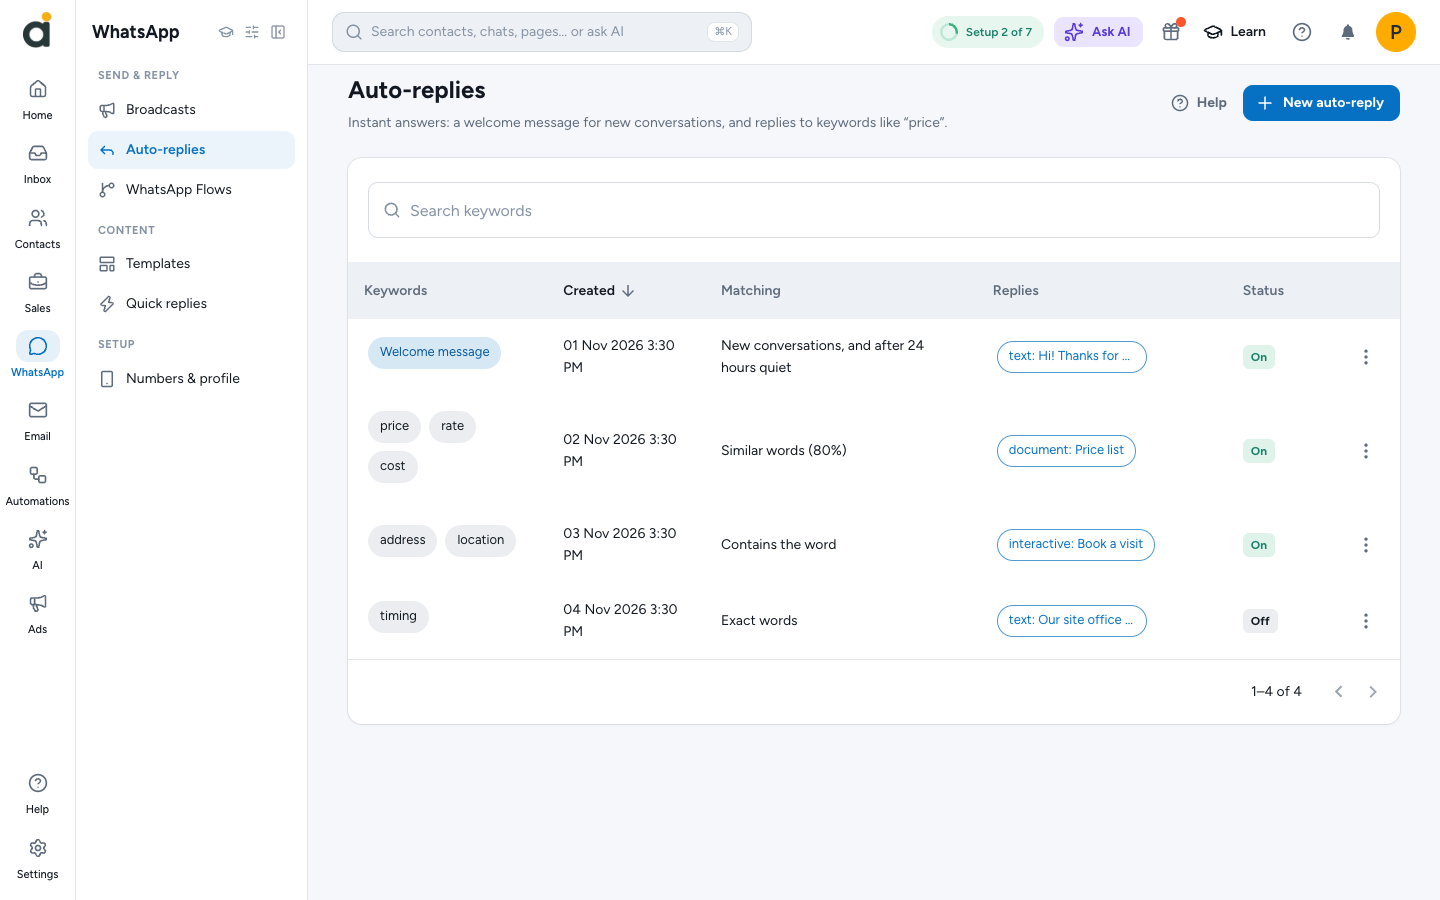 WhatsApp
Search contacts, chats, pages... or ask AI
⌘K
Setup 2 of 7
Ask AI
Learn
P
Home
Inbox
Contacts
Sales
WhatsApp
Email
Automations
AI
Ads
Help
Settings
SEND & REPLY
Broadcasts
Auto-replies
WhatsApp Flows
CONTENT
Templates
Quick replies
SETUP
Numbers & profile
Auto-replies
Instant answers: a welcome message for new conversations, and replies to keywords like “price”.
Help
New auto-reply
Search keywords
Keywords Created Matching Replies Status
Welcome message
01 Nov 2026 3:30
PM
New conversations, and after 24
hours quiet
text: Hi! Thanks for ...
On
price rate
cost
02 Nov 2026 3:30
PM
Similar words (80%)
document: Price list
On
address location
03 Nov 2026 3:30
PM
Contains the word
interactive: Book a visit
On
timing
04 Nov 2026 3:30
PM
Exact words
text: Our site office ...
Off
1–4 of 4